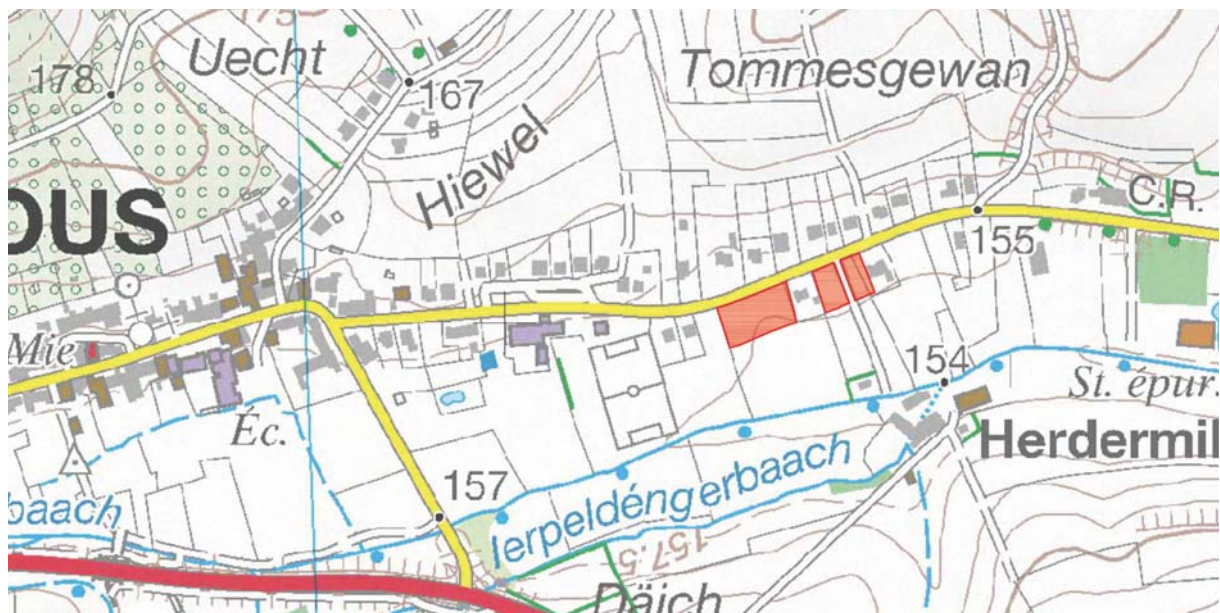 175
Uecht
178
167
Tommesgewan
Hiewel
OUS
C.R.
155
Mie
154
St. épur.
Éc.
Herdermil
157
Ierpeldéngerbaach
baach
157.5
Däich